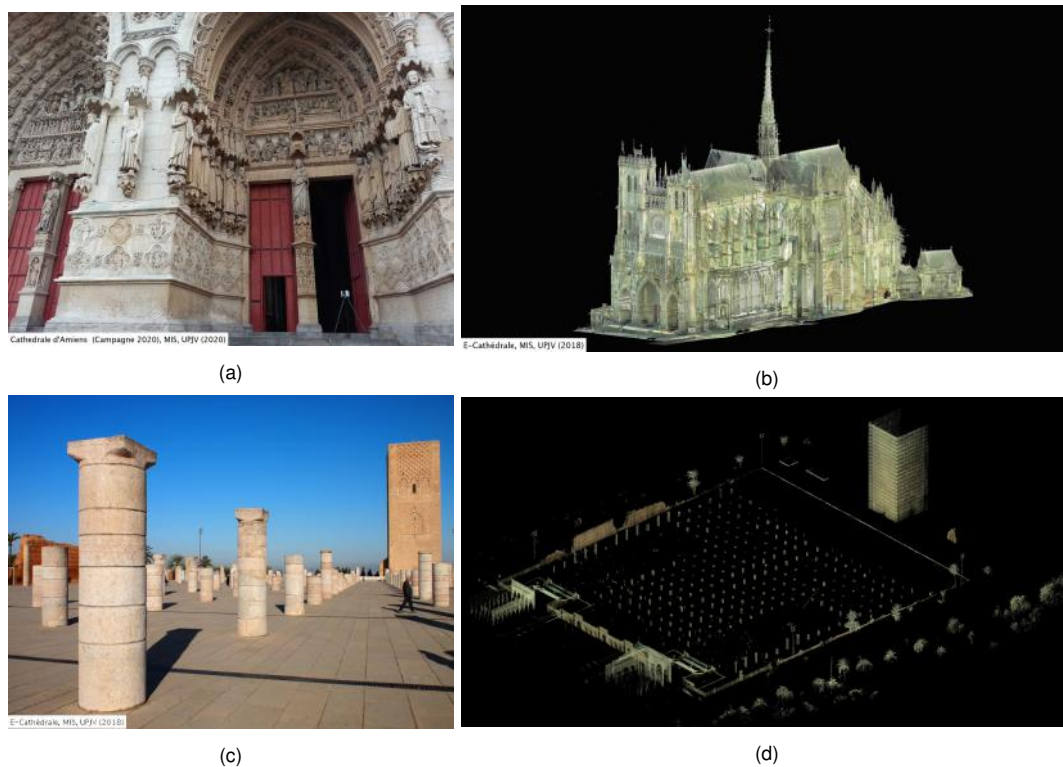 Cathedrale d'Amiens (Campagne 2020), MIS, UPJV (2020)
E-Cathédrale, MIS, UPJV (2018)
(a)
(b)
E-Cathédrale, MIS, UPJV (2018)
(c)
(d)